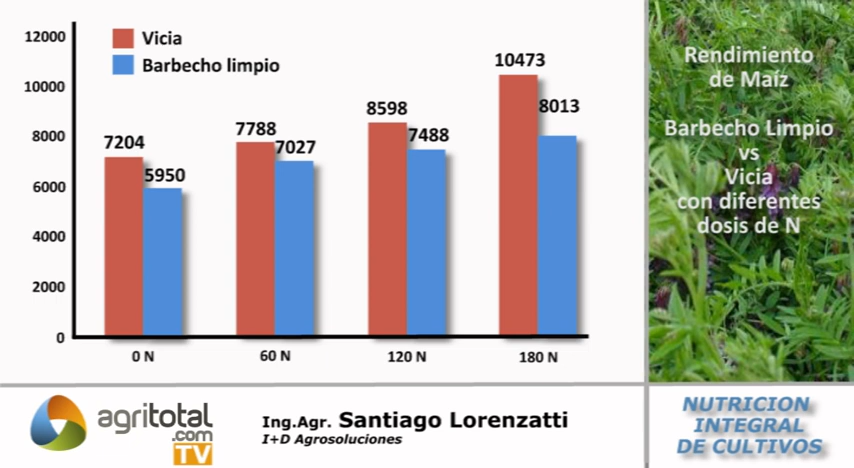 12000
10000
8000
6000
4000
2000
0
Vicia
Barbecho limpio
7204
5950
7788
7027
8598
7488
10473
8013
0 N
60 N
120 N
180 N
Rendimiento
de Maíz
Barbecho Limpio
vs
Vicia
con diferentes
dosis de N
agritotal
.com
TV
Ing.Agr. Santiago Lorenzatti
I+D Agrosoluciones
NUTRICION
INTEGRAL
DE CULTIVOS